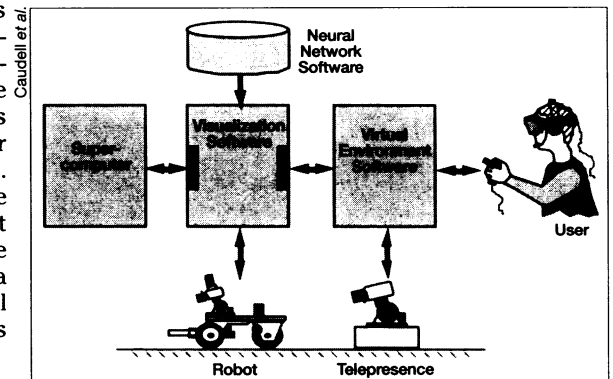 Caudell et al.
Neural
Network
Software
Super-
computer
Visualization
Software
Virtual
Environment
Software
User
Robot
Telepresence
s
e
s
r
.
e
t
e
a
l
s